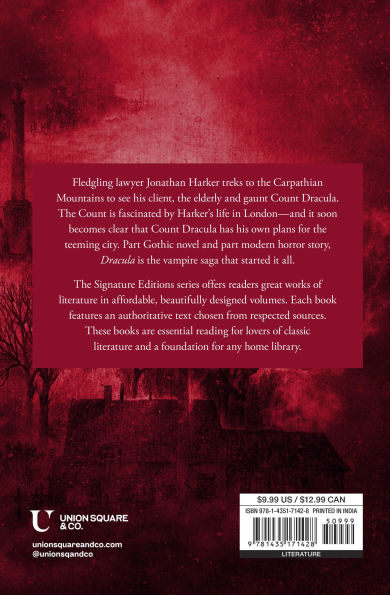 Fledgling lawyer Jonathan Harker treks to the Carpathian
Mountains to see his client, the elderly and gaunt Count Dracula.
The Count is fascinated by Harker's life in London—and it soon
becomes clear that Count Dracula has his own plans for the
teeming city. Part Gothic novel and part modern horror story,
Dracula is the vampire saga that started it all.
The Signature Editions series offers readers great works of
literature in affordable, beautifully designed volumes. Each book
features an authoritative text chosen from respected sources.
These books are essential reading for lovers of classic
literature and a foundation for any home library.
U UNION SQUARE
& CO.
unionsquareandco.com
@unionsqandco
$9.99 US / $12.99 CAN
ISBN 978-1-4351-7142-8 PRINTED IN INDIA
50999
9 781435 171428
LITERATURE